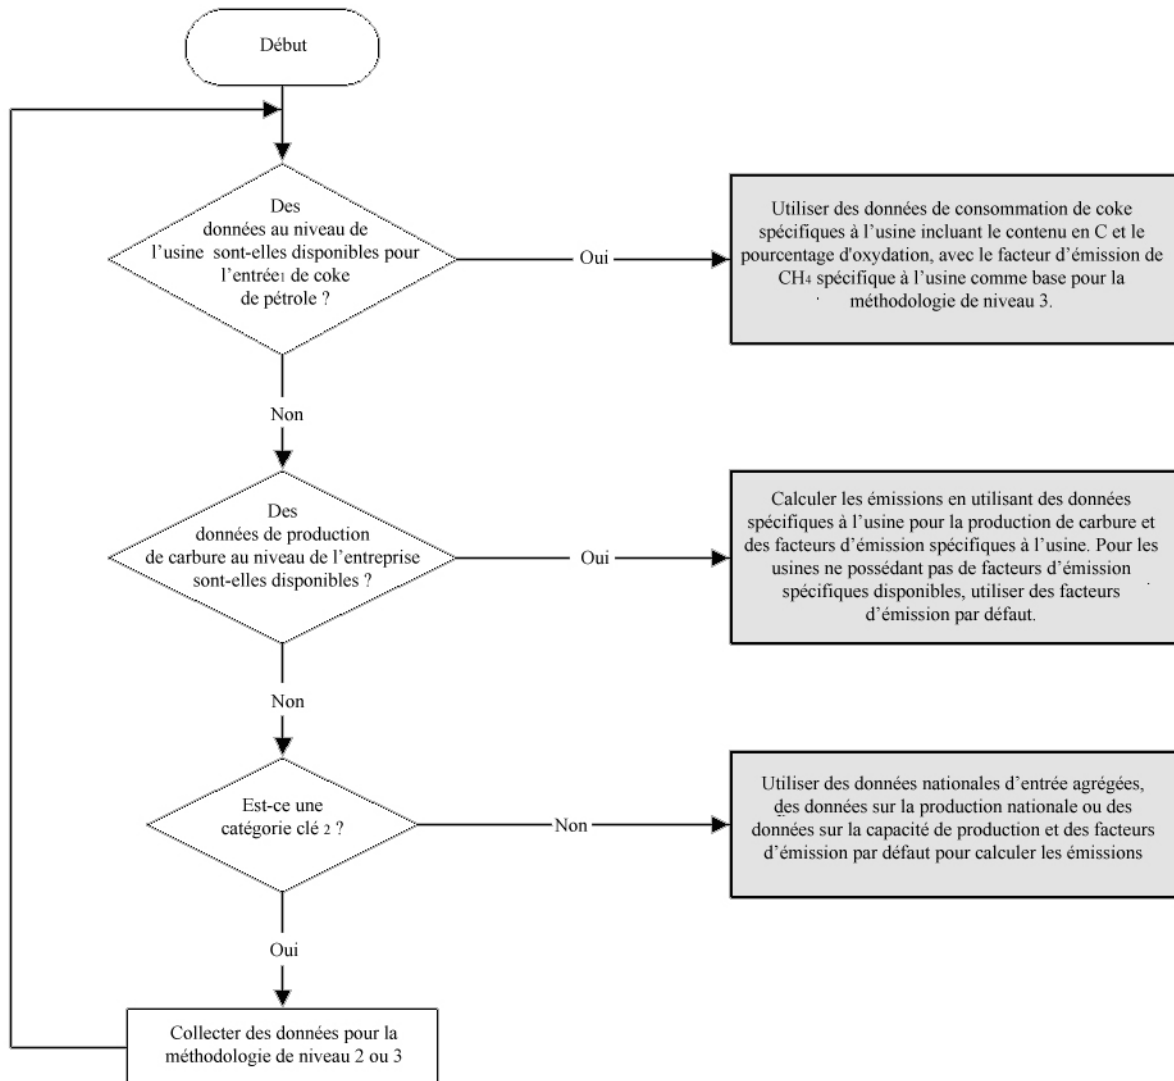 Début
Des
données au niveau de
l'usine sont-elles disponibles pour
l'entrée1 de coke
de pétrole ?
Oui
Utiliser des données de consommation de coke
spécifiques à l'usine incluant le contenu en C et le
pourcentage d'oxydation, avec le facteur d'émission de
CH4 spécifique à l'usine comme base pour la
méthodologie de niveau 3.
Non
Des
données de production
de carbure au niveau de l'entreprise
sont-elles disponibles ?
Oui
Calculer les émissions en utilisant des données
spécifiques à l'usine pour la production de carbure et
des facteurs d'émission spécifiques à l'usine. Pour les
usines ne possédant pas de facteurs d'émission
spécifiques disponibles, utiliser des facteurs
d'émission par défaut.
Non
Est-ce une
catégorie clé 2 ?
Non
Utiliser des données nationales d'entrée agrégées,
des données sur la production nationale ou des
données sur la capacité de production et des facteurs
d'émission par défaut pour calculer les émissions
Oui
Collecter des données pour la
méthodologie de niveau 2 ou 3